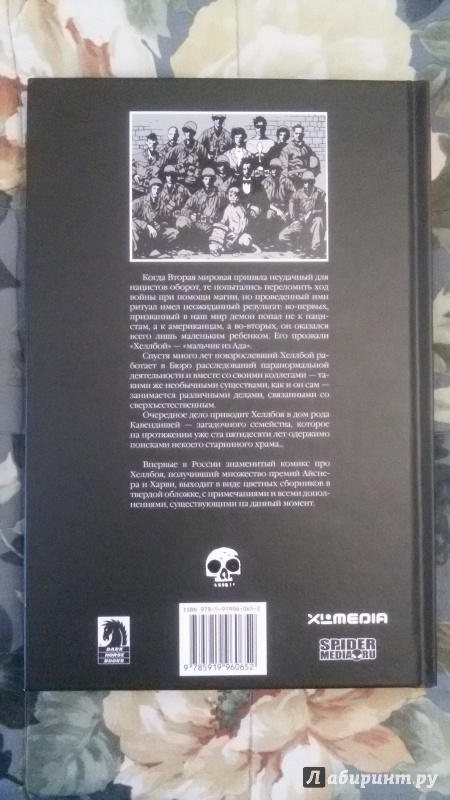 Когда Вторая мировая приняла неудачный для
нацистов оборот, те попытались переломить ход
войны при помощи магии, но проведенный ими
ритуал имел неожиданный результат: во-первых,
призванный в наш мир демон попал не к наци-
стам, а к американцам, а во-вторых, он оказался
всего лишь маленьким ребенком. Его прозвали
«Хеллбой» — «мальчик из Ада».
Спустя много лет повзрослевший Хеллбой ра-
ботает в Бюро расследований паранормальной
деятельности и вместе со своими коллегами — та-
кими же необычными существами, как и он сам —
занимается различными делами, связанными со
сверхъестественным.
Очередное дело приводит Хеллбоя в дом рода
Кавендишей — загадочного семейства, которое
на протяжении уже ста пятидесяти лет одержимо
поисками некоего старинного храма...
Впервые в России знаменитый комикс про
Хеллбоя, получивший множество премий Айсне-
ра и Харви, выходит в виде цветных сборников в
твердой обложке, с примечаниями и всеми допол-
нениями, существующими на данный момент.
ISBN 978-5-91996-065-2
9 785919 960652
DARK
HORSE
BOOKS
XLMEDIA
SPIDER
MEDIA.RU
Лабиринт.ру